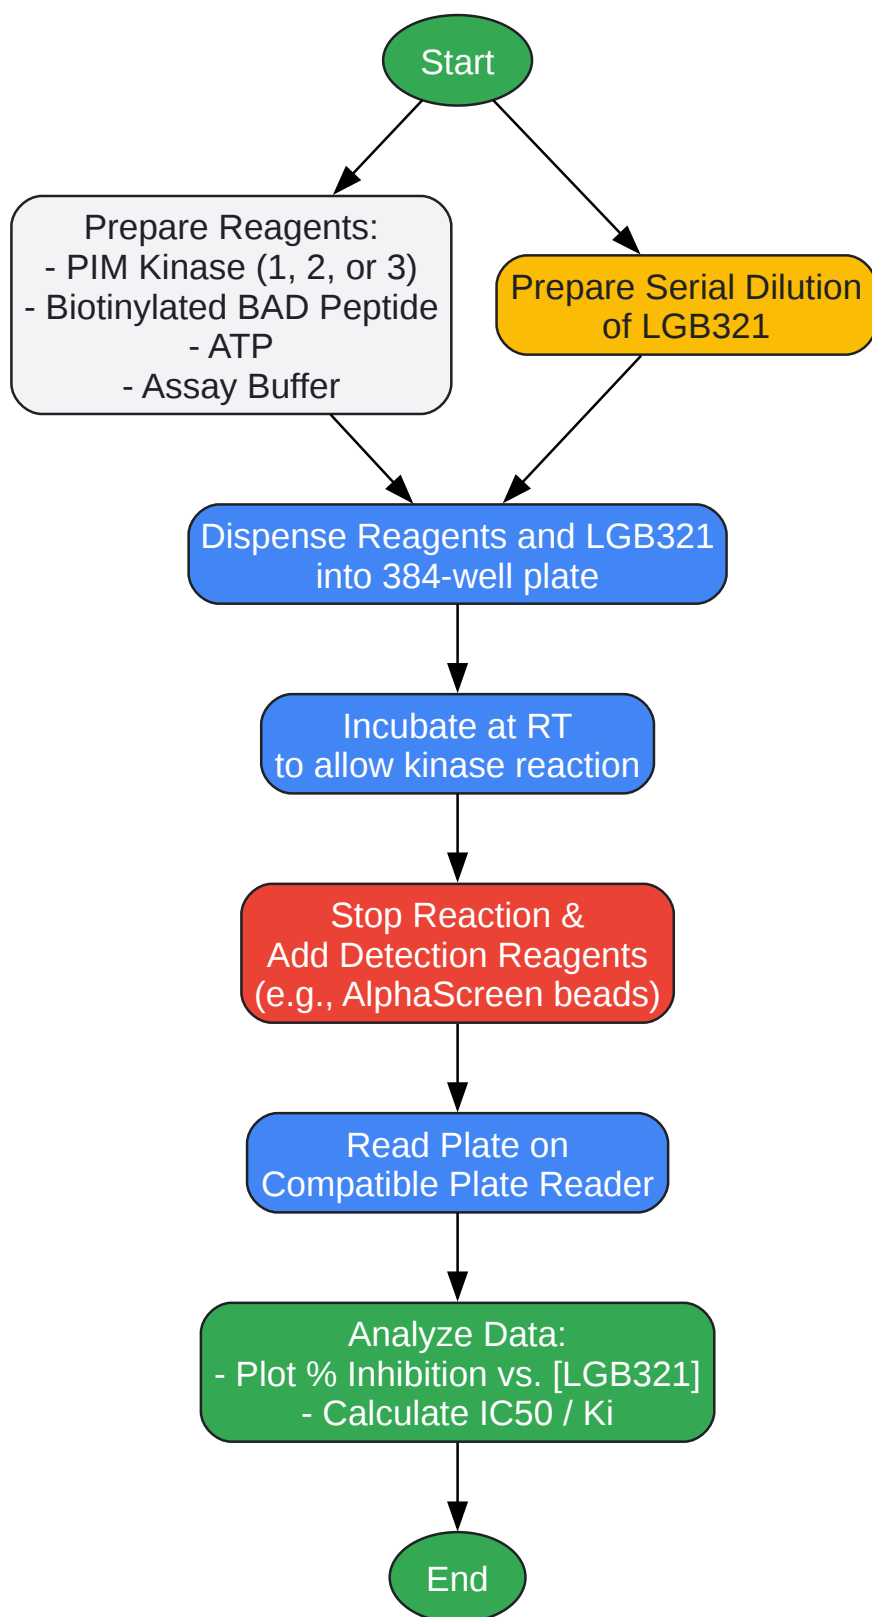 Start
Prepare Reagents:
- PIM Kinase (1, 2, or 3)
- Biotinylated BAD Peptide
- ATP
- Assay Buffer
Prepare Serial Dilution
of LGB321
Dispense Reagents and LGB321
into 384-well plate
Incubate at RT
to allow kinase reaction
Stop Reaction &
Add Detection Reagents
(e.g., AlphaScreen beads)
Read Plate on
Compatible Plate Reader
Analyze Data:
- Plot % Inhibition vs. [LGB321]
- Calculate IC50 / Ki
End